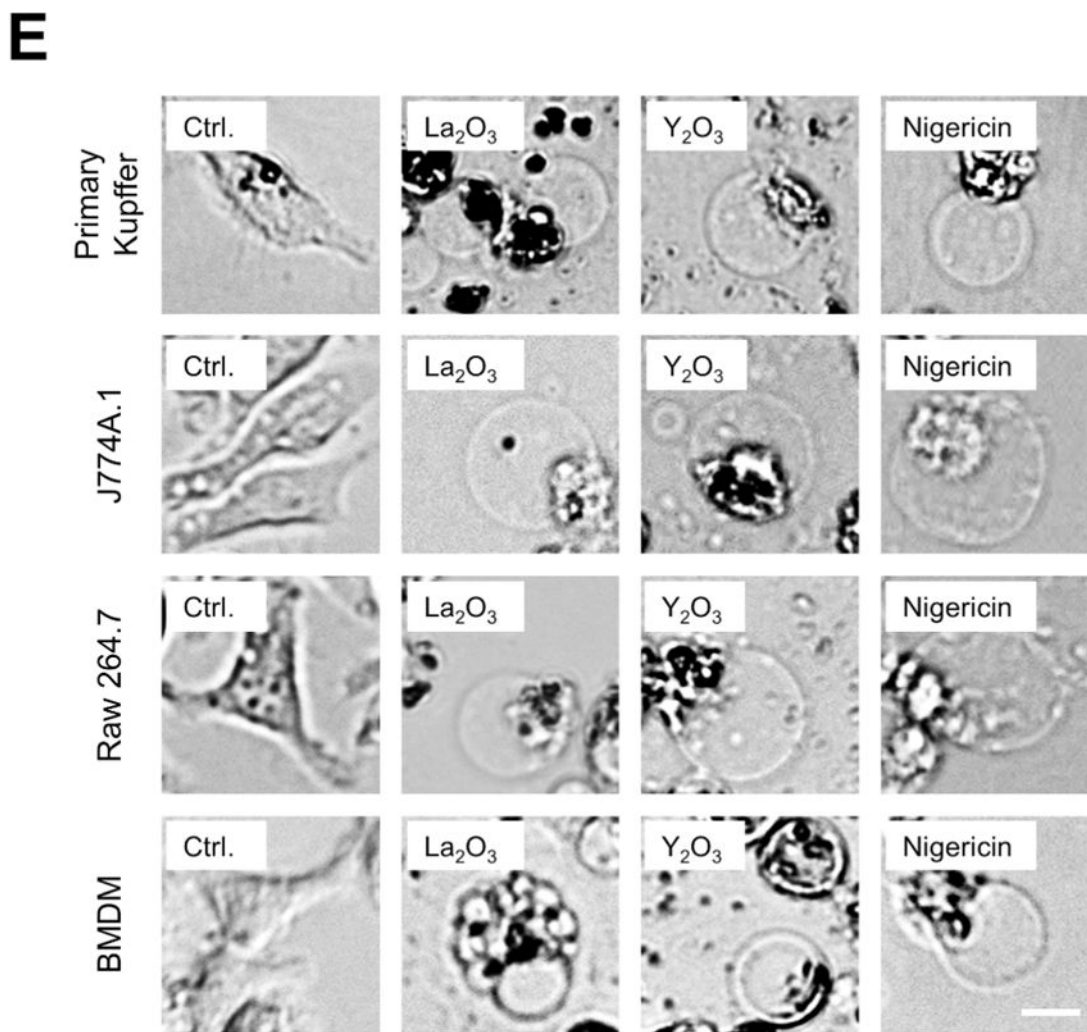 E
Primary
Kupffer
Ctrl.
La₂O₃
Y₂O₃
Nigericin
J774A.1
Ctrl.
La₂O₃
Y₂O₃
Nigericin
Raw 264.7
Ctrl.
La₂O₃
Y₂O₃
Nigericin
BMDM
Ctrl.
La₂O₃
Y₂O₃
Nigericin